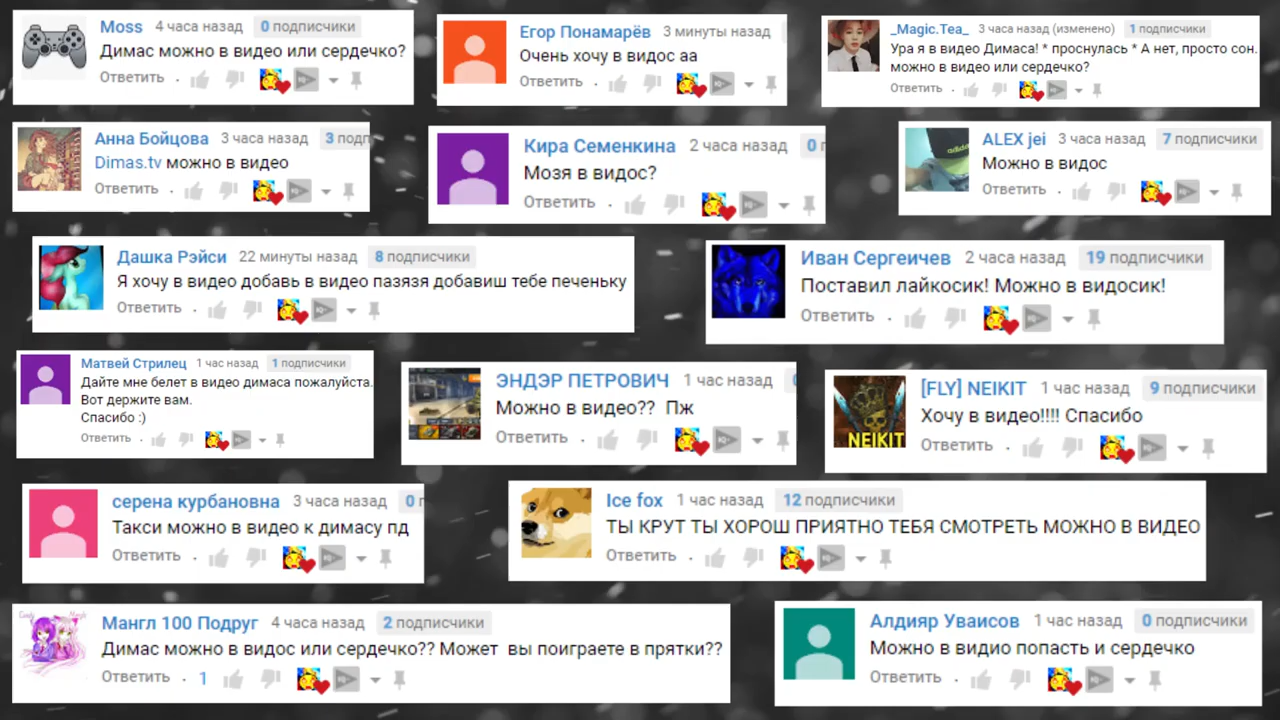 Moss 4 часа назад 0 подписчики
Димас можно в видео или сердечко?
Ответить
Егор Понамарёв 3 минуты назад
Очень хочу в видос аа
Ответить
_Magic.Tea_ 3 часа назад (изменено) 1 подписчики
Ура я в видео Димаса! * проснулась * А нет, просто сон.
можно в видео или сердечко?
Ответить
Анна Бойцова 3 часа назад 3 подп
Dimas.tv можно в видео
Ответить
Кира Семенкина 2 часа назад 0
Мозя в видос?
Ответить
ALEX jei 3 часа назад 7 подписчики
Можно в видос
Ответить
Дашка Рэйси 22 минуты назад 8 подписчики
Я хочу в видео добавь в видео пазязя добавиш тебе печеньку
Ответить
Иван Сергеичев 2 часа назад 19 подписчики
Поставил лайкосик! Можно в видосик!
Ответить
Матвей Стрилец 1 час назад 1 подписчики
Дайте мне белет в видео димаса пожалуйста.
Вот держите вам.
Спасибо :)
Ответить
ЭНДЭР ПЕТРОВИЧ 1 час назад
Можно в видео?? Пж
Ответить
[FLY] NEIKIT 1 час назад 9 подписчики
Хочу в видео!!!! Спасибо
Ответить
NEIKIT
серена курбановна 3 часа назад 0
Такси можно в видео к димасу пд
Ответить
Ice fox 1 час назад 12 подписчики
ТЫ КРУТ ТЫ ХОРОШ ПРИЯТНО ТЕБЯ СМОТРЕТЬ МОЖНО В ВИДЕО
Ответить
Мангл 100 Подруг 4 часа назад 2 подписчики
Димас можно в видос или сердечко?? Может вы поиграете в прятки??
Ответить 1
Алдияр Уваисов 1 час назад 0 подписчики
Можно в видио попасть и сердечко
Ответить